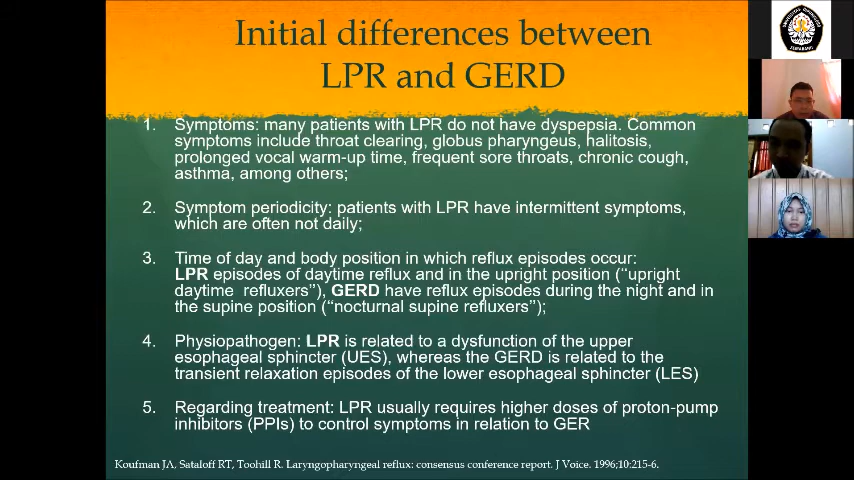 Initial differences between
LPR and GERD
1. Symptoms: many patients with LPR do not have dyspepsia. Common
symptoms include throat clearing, globus pharyngeus, halitosis,
prolonged vocal warm-up time, frequent sore throats, chronic cough,
asthma, among others;
2. Symptom periodicity: patients with LPR have intermittent symptoms,
which are often not daily;
3. Time of day and body position in which reflux episodes occur:
LPR episodes of daytime reflux and in the upright position (“upright
daytime refluxers”), GERD have reflux episodes during the night and in
the supine position (“nocturnal supine refluxers”);
4. Physiopathogen: LPR is related to a dysfunction of the upper
esophageal sphincter (UES), whereas the GERD is related to the
transient relaxation episodes of the lower esophageal sphincter (LES)
5. Regarding treatment: LPR usually requires higher doses of proton-pump
inhibitors (PPIs) to control symptoms in relation to GER
Koufman JA, Sataloff RT, Toohill R. Laryngopharyngeal reflux: consensus conference report. J Voice. 1996;10:215-6.